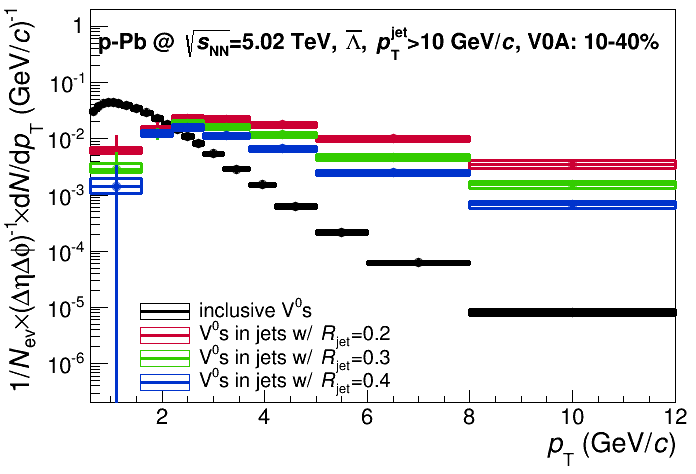 p-Pb @ √s_NN=5.02 TeV, Λ̅, p_T^jet>10 GeV/c, V0A: 10-40%
1/N_ev×(ΔηΔϕ)^-1×dN/dp_T (GeV/c)^-1
1
10^-1
10^-2
10^-3
10^-4
10^-5
10^-6
inclusive V^0s
V^0s in jets w/ R_jet=0.2
V^0s in jets w/ R_jet=0.3
V^0s in jets w/ R_jet=0.4
2 4 6 8 10 12
p_T (GeV/c)